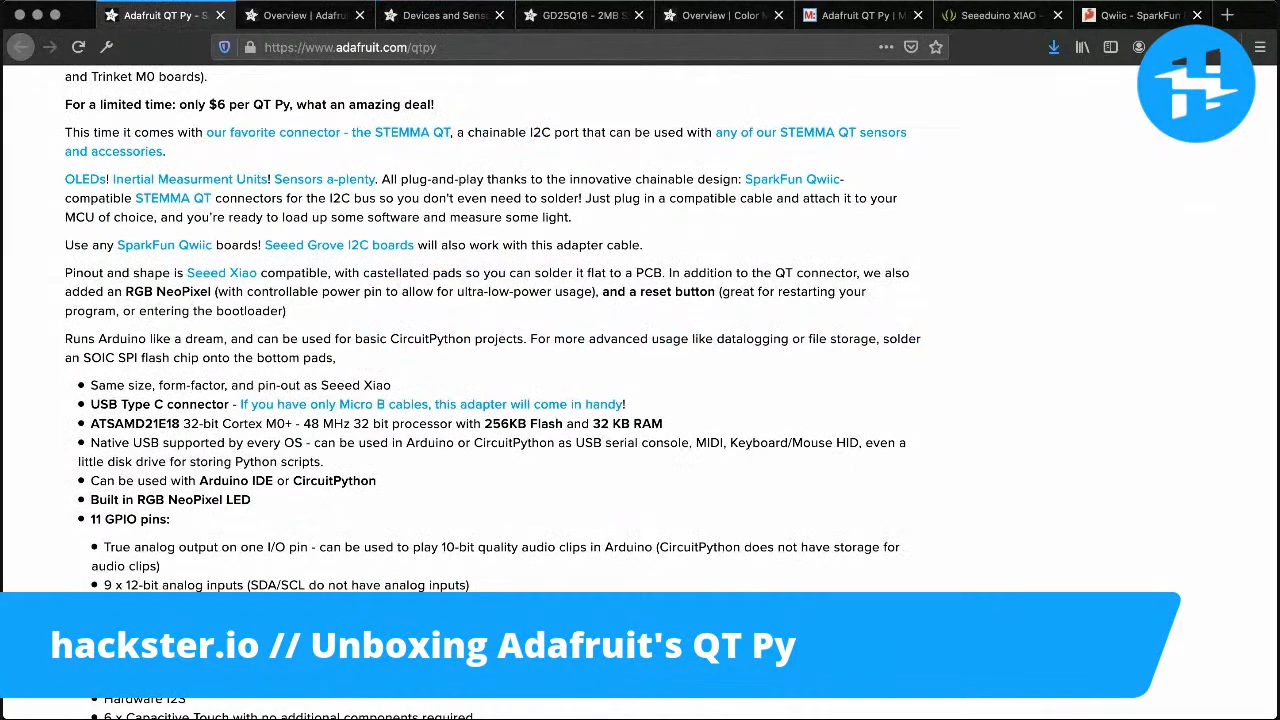 Adafruit QT Py - S
Overview | Adafru
Devices and Sens
GD25Q16 - 2MB S
Overview | Color M
Adafruit QT Py | M
Seeeduino XIAO -
Qwiic - SparkFun E
https://www.adafruit.com/qtpy
and Trinket M0 boards).
For a limited time: only $6 per QT Py, what an amazing deal!
This time it comes with our favorite connector - the STEMMA QT, a chainable I2C port that can be used with any of our STEMMA QT sensors
and accessories.
OLEDs! Inertial Measurment Units! Sensors a-plenty. All plug-and-play thanks to the innovative chainable design: SparkFun Qwiic-
compatible STEMMA QT connectors for the I2C bus so you don't even need to solder! Just plug in a compatible cable and attach it to your
MCU of choice, and you're ready to load up some software and measure some light.
Use any SparkFun Qwiic boards! Seeed Grove I2C boards will also work with this adapter cable.
Pinout and shape is Seeed Xiao compatible, with castellated pads so you can solder it flat to a PCB. In addition to the QT connector, we also
added an RGB NeoPixel (with controllable power pin to allow for ultra-low-power usage), and a reset button (great for restarting your
program, or entering the bootloader)
Runs Arduino like a dream, and can be used for basic CircuitPython projects. For more advanced usage like datalogging or file storage, solder
an SOIC SPI flash chip onto the bottom pads,
• Same size, form-factor, and pin-out as Seeed Xiao
• USB Type C connector - If you have only Micro B cables, this adapter will come in handy!
• ATSAMD21E18 32-bit Cortex M0+ - 48 MHz 32 bit processor with 256KB Flash and 32 KB RAM
• Native USB supported by every OS - can be used in Arduino or CircuitPython as USB serial console, MIDI, Keyboard/Mouse HID, even a
little disk drive for storing Python scripts.
• Can be used with Arduino IDE or CircuitPython
• Built in RGB NeoPixel LED
• 11 GPIO pins:
• True analog output on one I/O pin - can be used to play 10-bit quality audio clips in Arduino (CircuitPython does not have storage for
audio clips)
• 9 x 12-bit analog inputs (SDA/SCL do not have analog inputs)
hackster.io // Unboxing Adafruit's QT Py
Hardware I2S
• 6 x Capacitive Touch with no additional components required